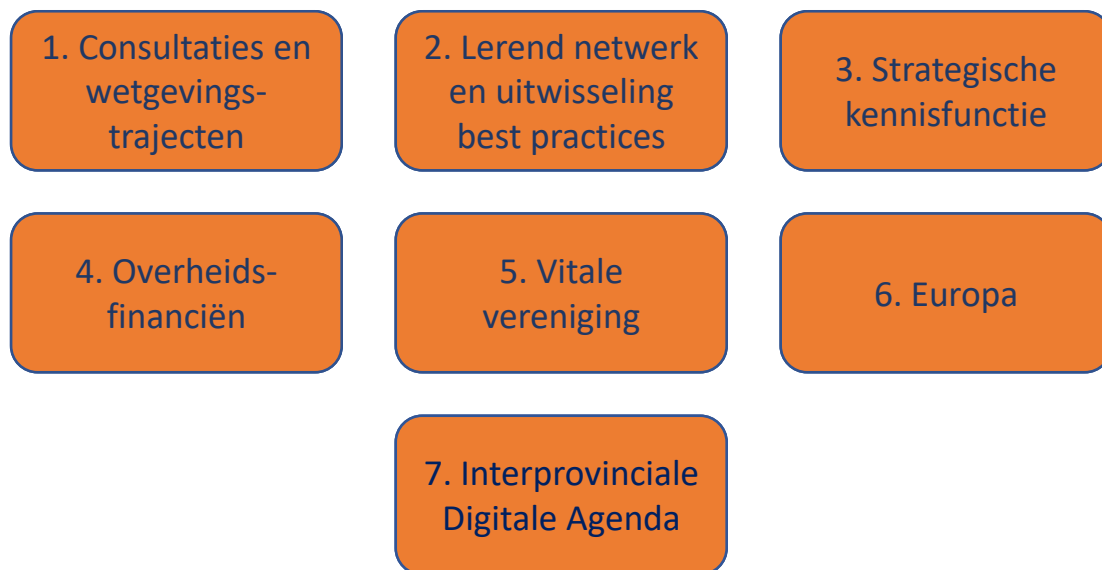 1. Consultaties en
wetgevings-
trajecten
2. Lerend netwerk
en uitwisseling
best practices
3. Strategische
kennisfunctie
4. Overheids-
financiën
5. Vitale
vereniging
6. Europa
7. Interprovinciale
Digitale Agenda